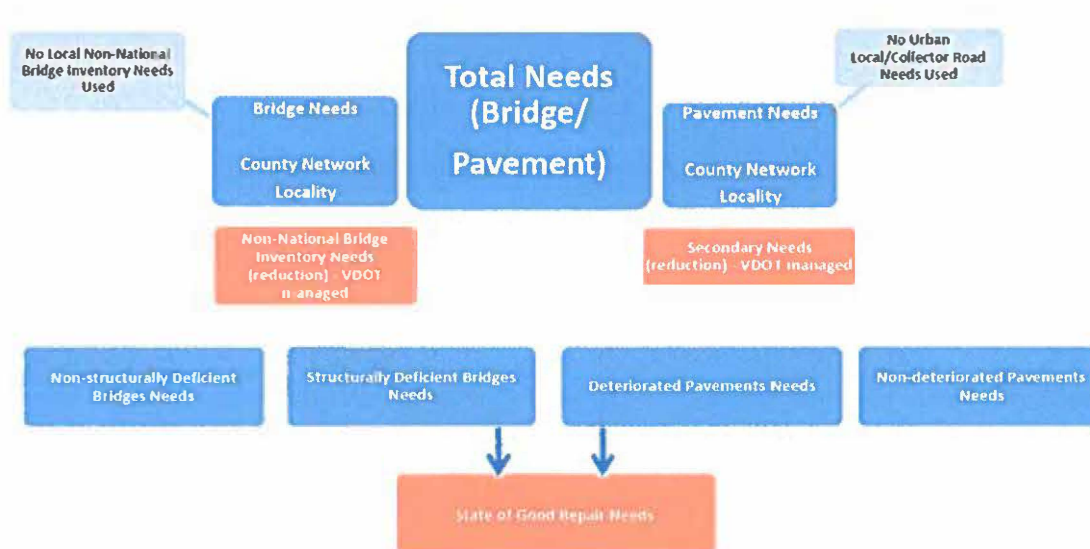 No Local Non-National
Bridge Inventory Needs
Used
Total Needs
(Bridge/
Pavement)
No Urban
Local/Collector Road
Needs Used
Bridge Needs
County Network
Locality
Pavement Needs
County Network
Locality
Non-National Bridge
Inventory Needs
(reduction) - VDOT
managed
Secondary Needs
(reduction) - VDOT managed
Non-structurally Deficient
Bridges Needs
Structurally Deficient Bridges
Needs
Deteriorated Pavements Needs
Non-deteriorated Pavements
Needs
State of Good Repair Needs